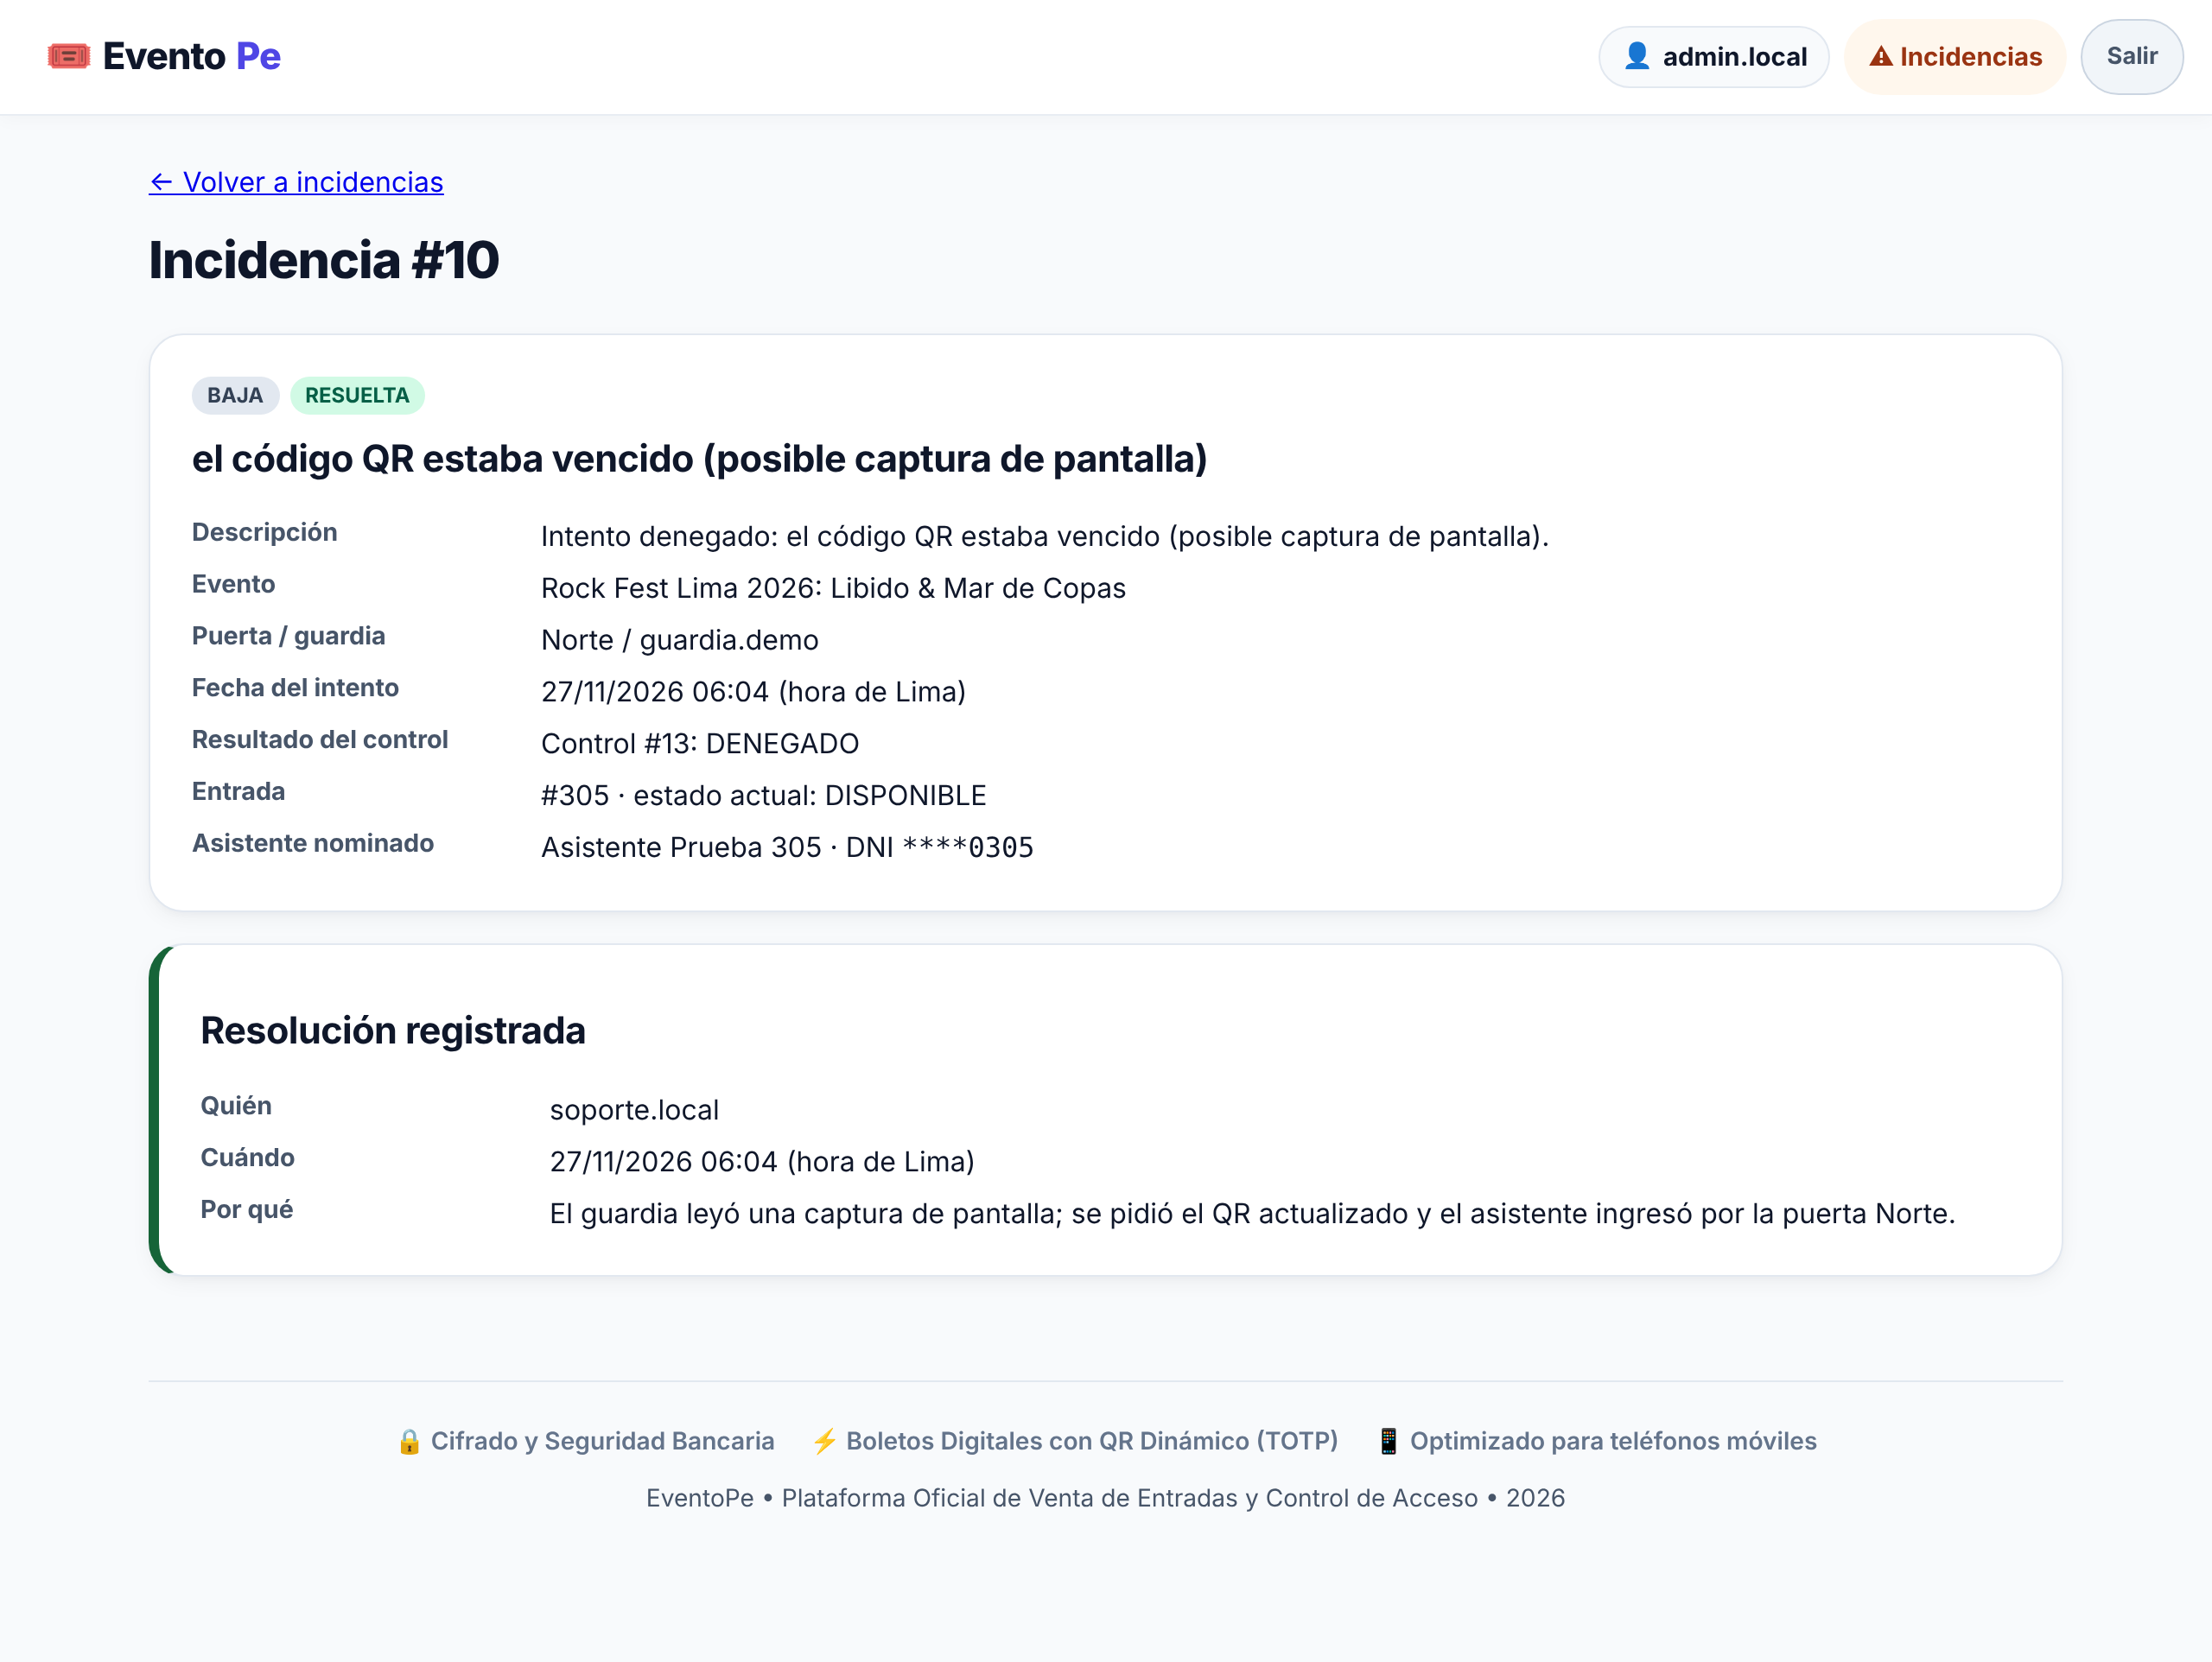 Evento Pe
admin.local
Incidencias
Salir
← Volver a incidencias
Incidencia #10
BAJA RESUELTA
el código QR estaba vencido (posible captura de pantalla)
Descripción Intento denegado: el código QR estaba vencido (posible captura de pantalla).
Evento Rock Fest Lima 2026: Libido & Mar de Copas
Puerta / guardia Norte / guardia.demo
Fecha del intento 27/11/2026 06:04 (hora de Lima)
Resultado del control Control #13: DENEGADO
Entrada #305 · estado actual: DISPONIBLE
Asistente nominado Asistente Prueba 305 · DNI ****0305
Resolución registrada
Quién soporte.local
Cuándo 27/11/2026 06:04 (hora de Lima)
Por qué El guardia leyó una captura de pantalla; se pidió el QR actualizado y el asistente ingresó por la puerta Norte.
Cifrado y Seguridad Bancaria Boletos Digitales con QR Dinámico (TOTP) Optimizado para teléfonos móviles
EventoPe • Plataforma Oficial de Venta de Entradas y Control de Acceso • 2026